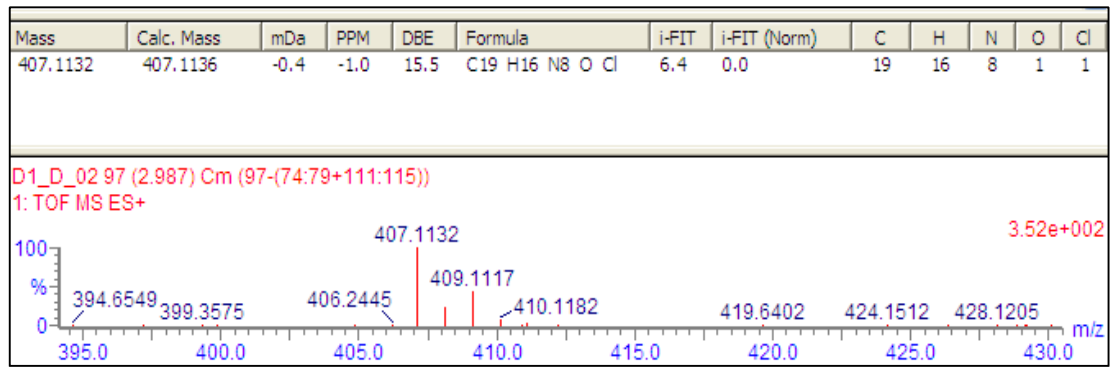 Mass Calc. Mass mDa PPM DBE Formula i-FIT i-FIT (Norm) C H N O Cl
407.1132 407.1136 -0.4 -1.0 15.5 C19 H16 N8 O Cl 6.4 0.0 19 16 8 1 1
D1_D_02 97 (2.987) Cm (97-(74:79+111:115))
1: TOF MS ES+
3.52e+002
407.1132
100
409.1117
%
394.6549 399.3575 406.2445 410.1182 419.6402 424.1512 428.1205
0
m/z
395.0 400.0 405.0 410.0 415.0 420.0 425.0 430.0